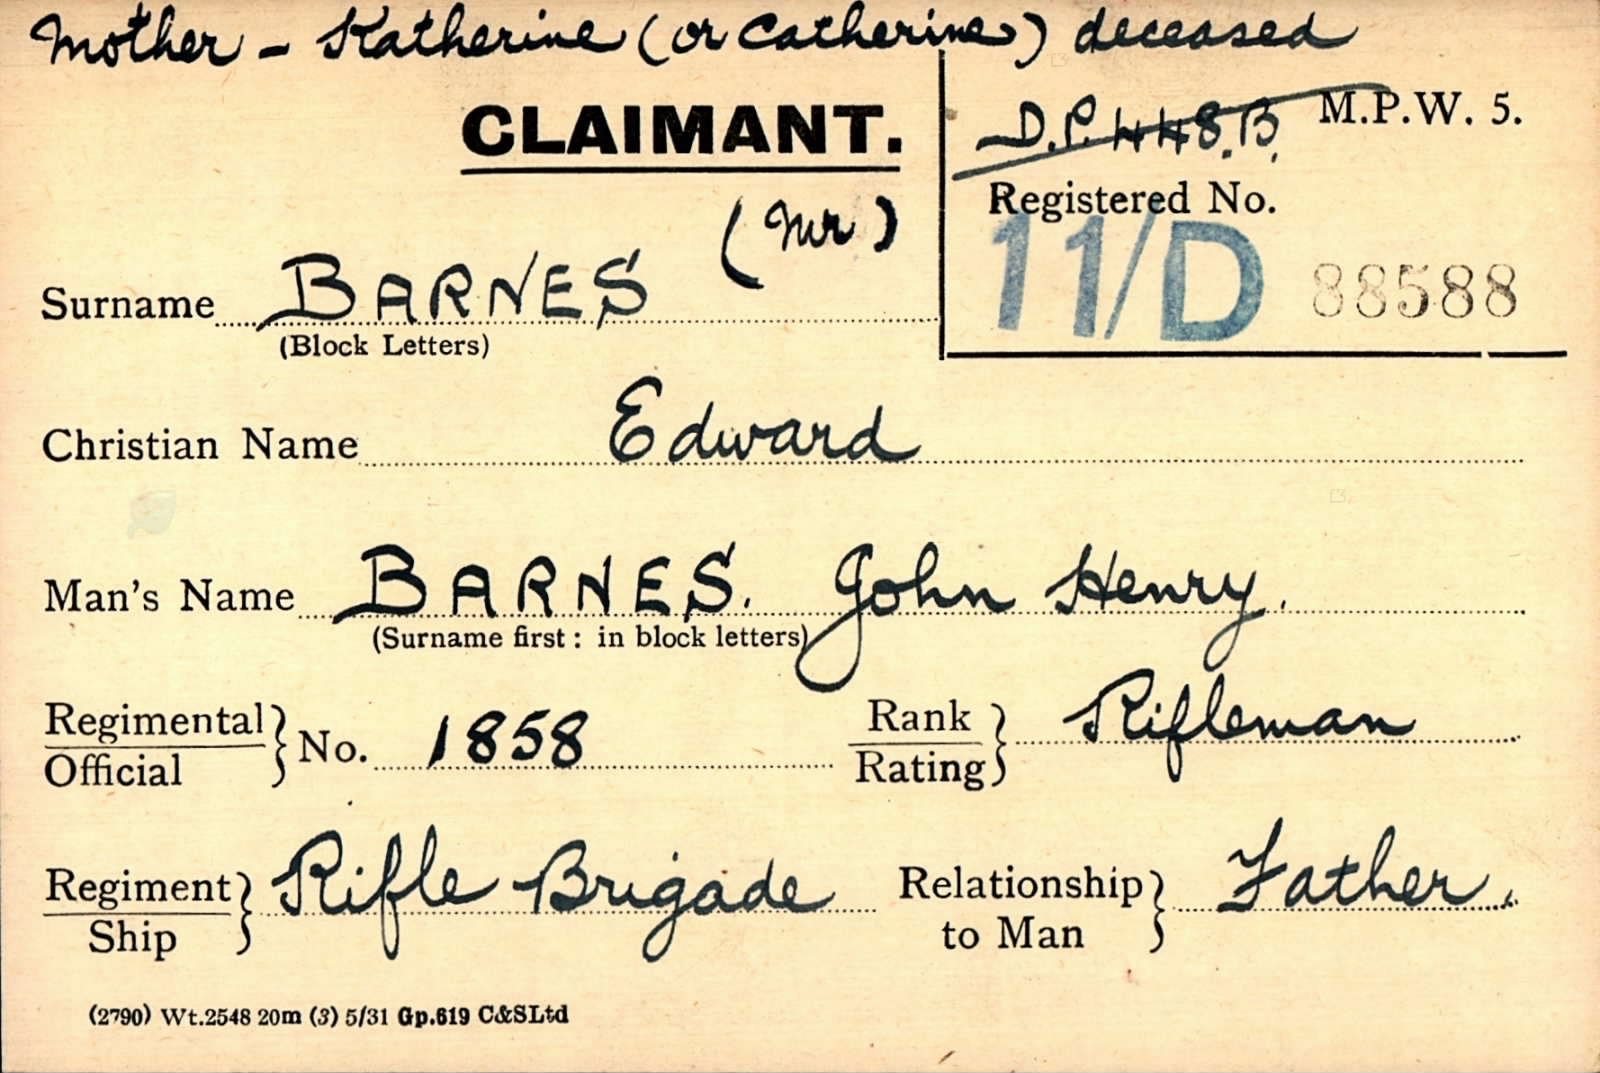 Mother - Katherine (or Catherine) deceased
CLAIMANT.
D.P. 448.B. M.P.W. 5.
Registered No.
11/D 88588
(Mr)
Surname BARNES
(Block Letters)
Christian Name Edward
Man's Name BARNES. John Henry.
(Surname first: in block letters)
Regimental
Official } No. 1858
Rank
Rating } Rifleman
Regiment
Ship } Rifle Brigade
Relationship
to Man } Father.
(2790) Wt.2548 20m (3) 5/31 Gp.619 C&SLtd